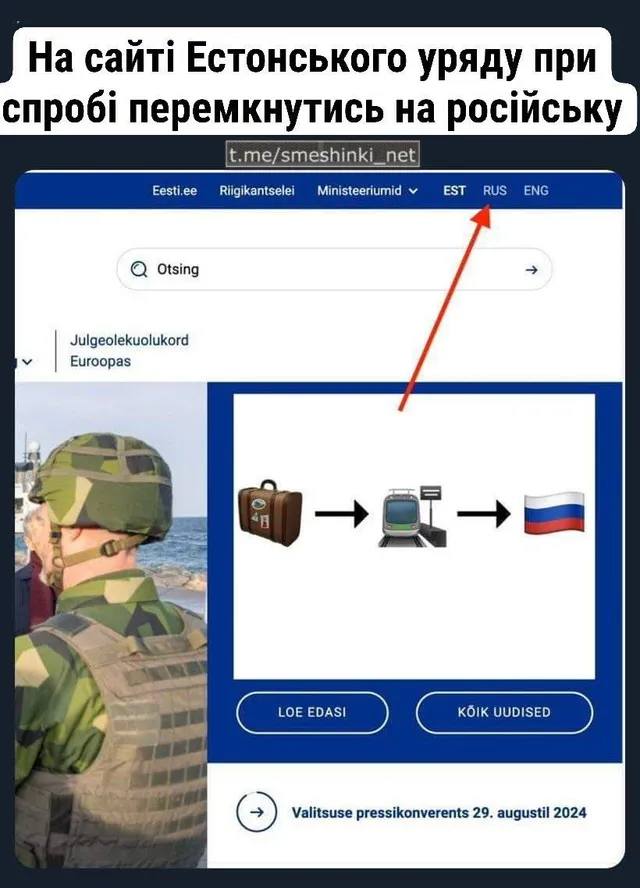 На сайті Естонського уряду при
спробі перемкнутись на російську
t.me/smeshinki_net
Eesti.ee Riigikantselei Ministeeriumid EST RUS ENG
Otsing
Julgeolekuolukord
Euroopas
LOE EDASI KÕIK UUDISED
Valitsuse pressikonverents 29. augustil 2024